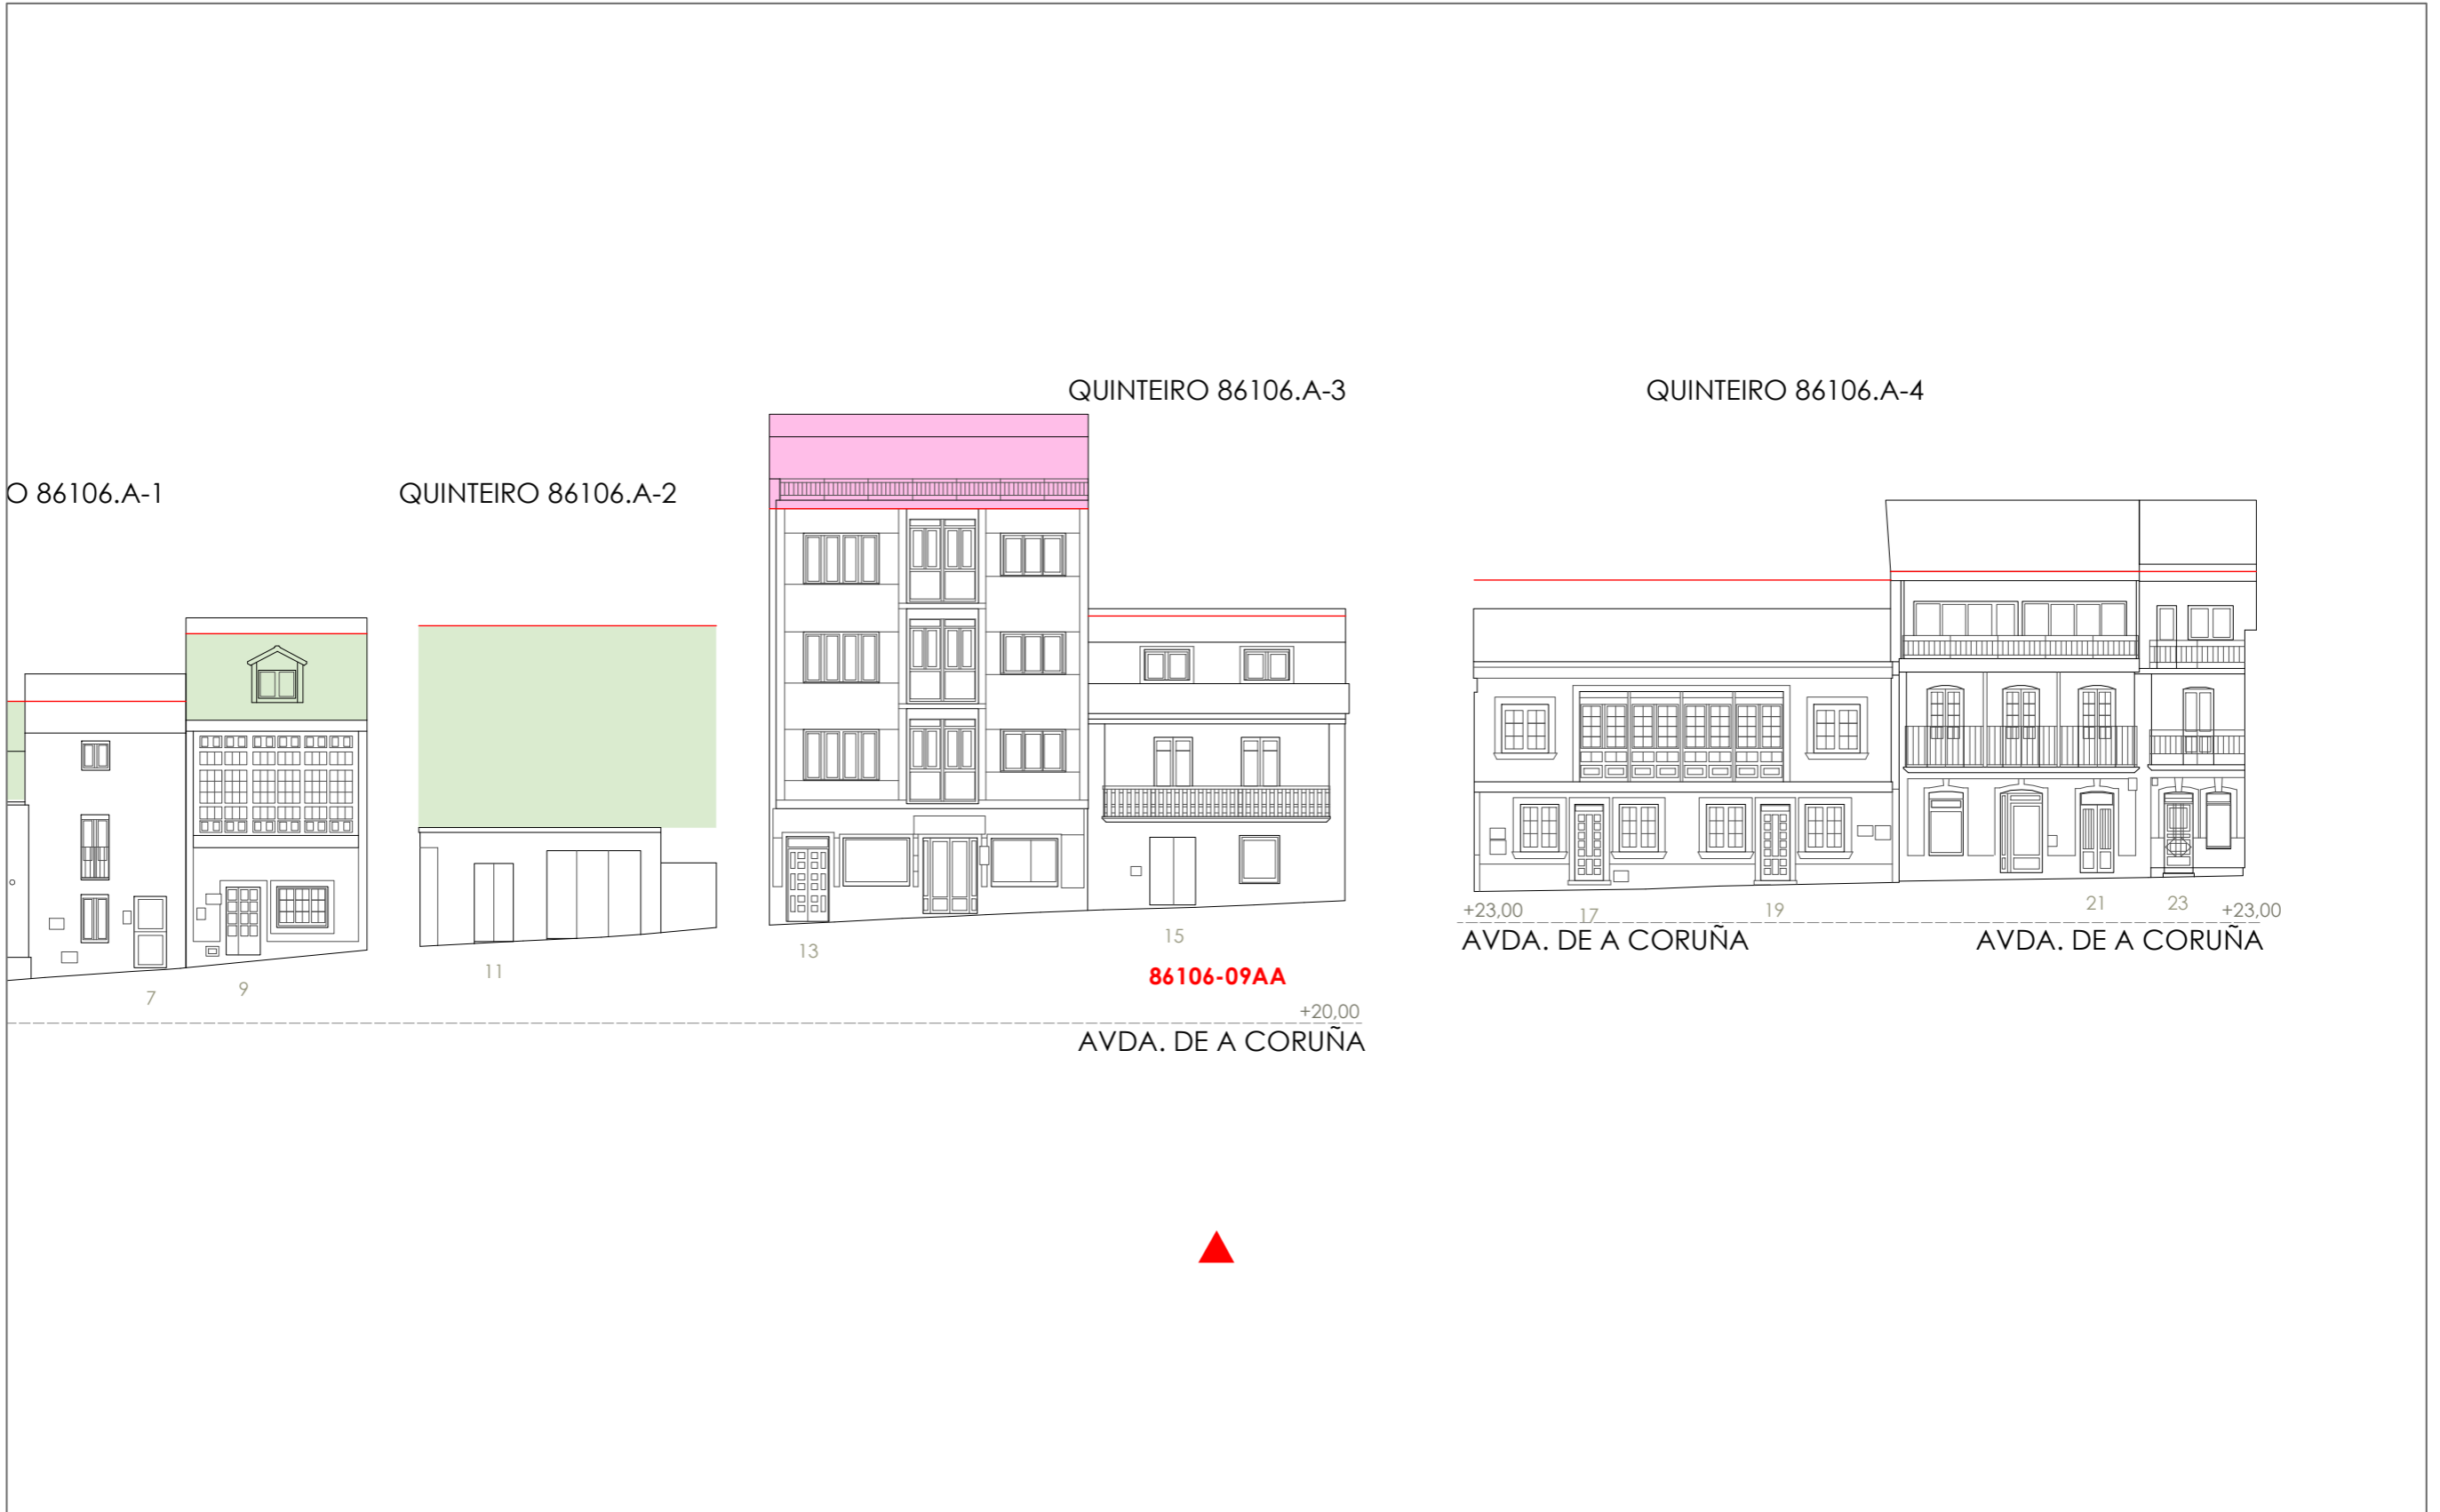 QUINTEIRO 86106.A-3
QUINTEIRO 86106.A-4
O 86106.A-1
QUINTEIRO 86106.A-2
+23,00
17
19
21
23
+23,00
AVDA. DE A CORUÑA
AVDA. DE A CORUÑA
7
9
11
13
15
86106-09AA
+20,00
AVDA. DE A CORUÑA